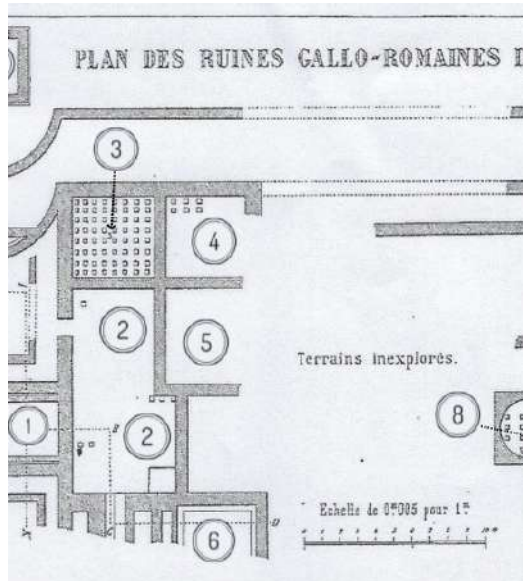 PLAN DES RUINES GALLO-ROMAINES
3
4
2
5
Terrains inexplorés.
8
1
B
2
Echelle de 0ᵐ005 pour 1ᵐ
6